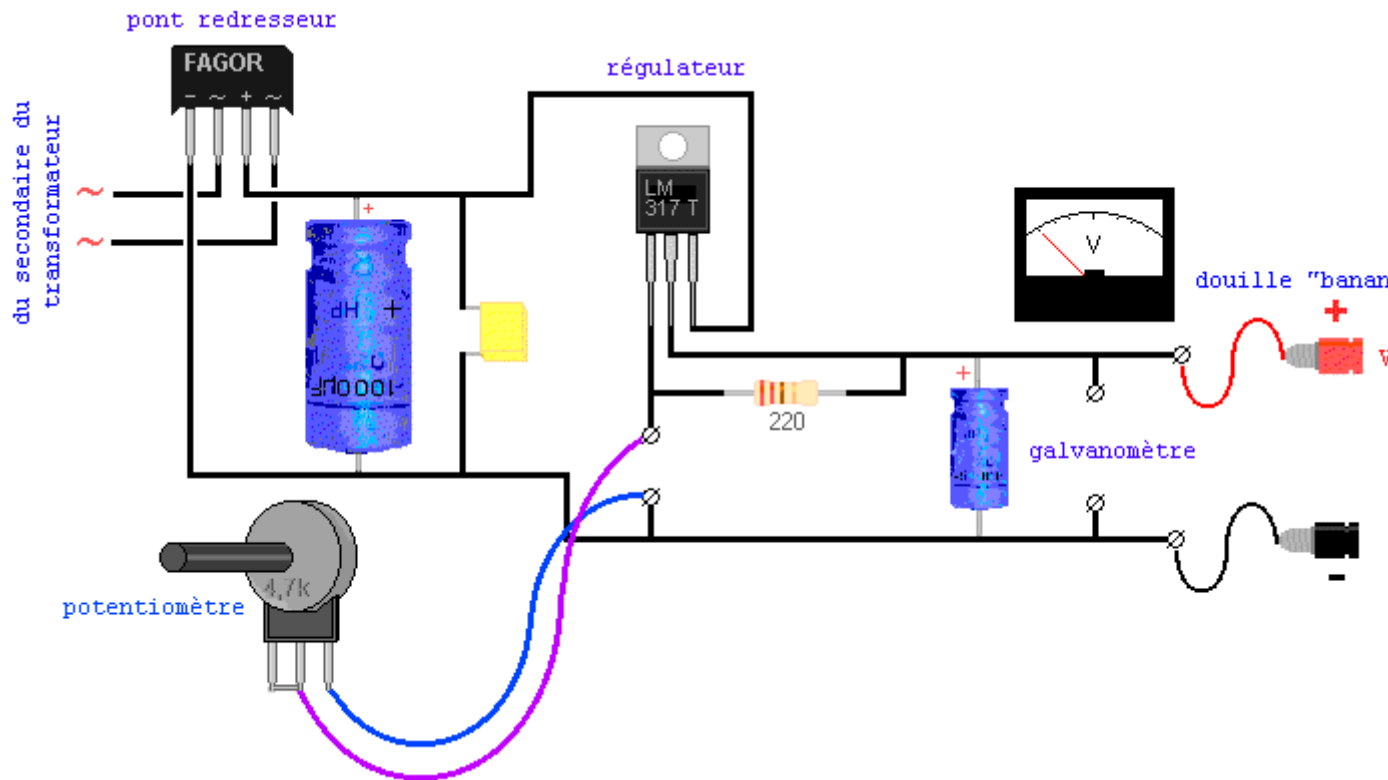 pont redresseur
FAGOR
- ~ + ~
régulateur
du secondaire du
transformateur
~
~
+
LM
317 T
V
douille "banan
+
V
+
HP
1000µF
+
220
galvanomètre
-
4,7k
potentiomètre